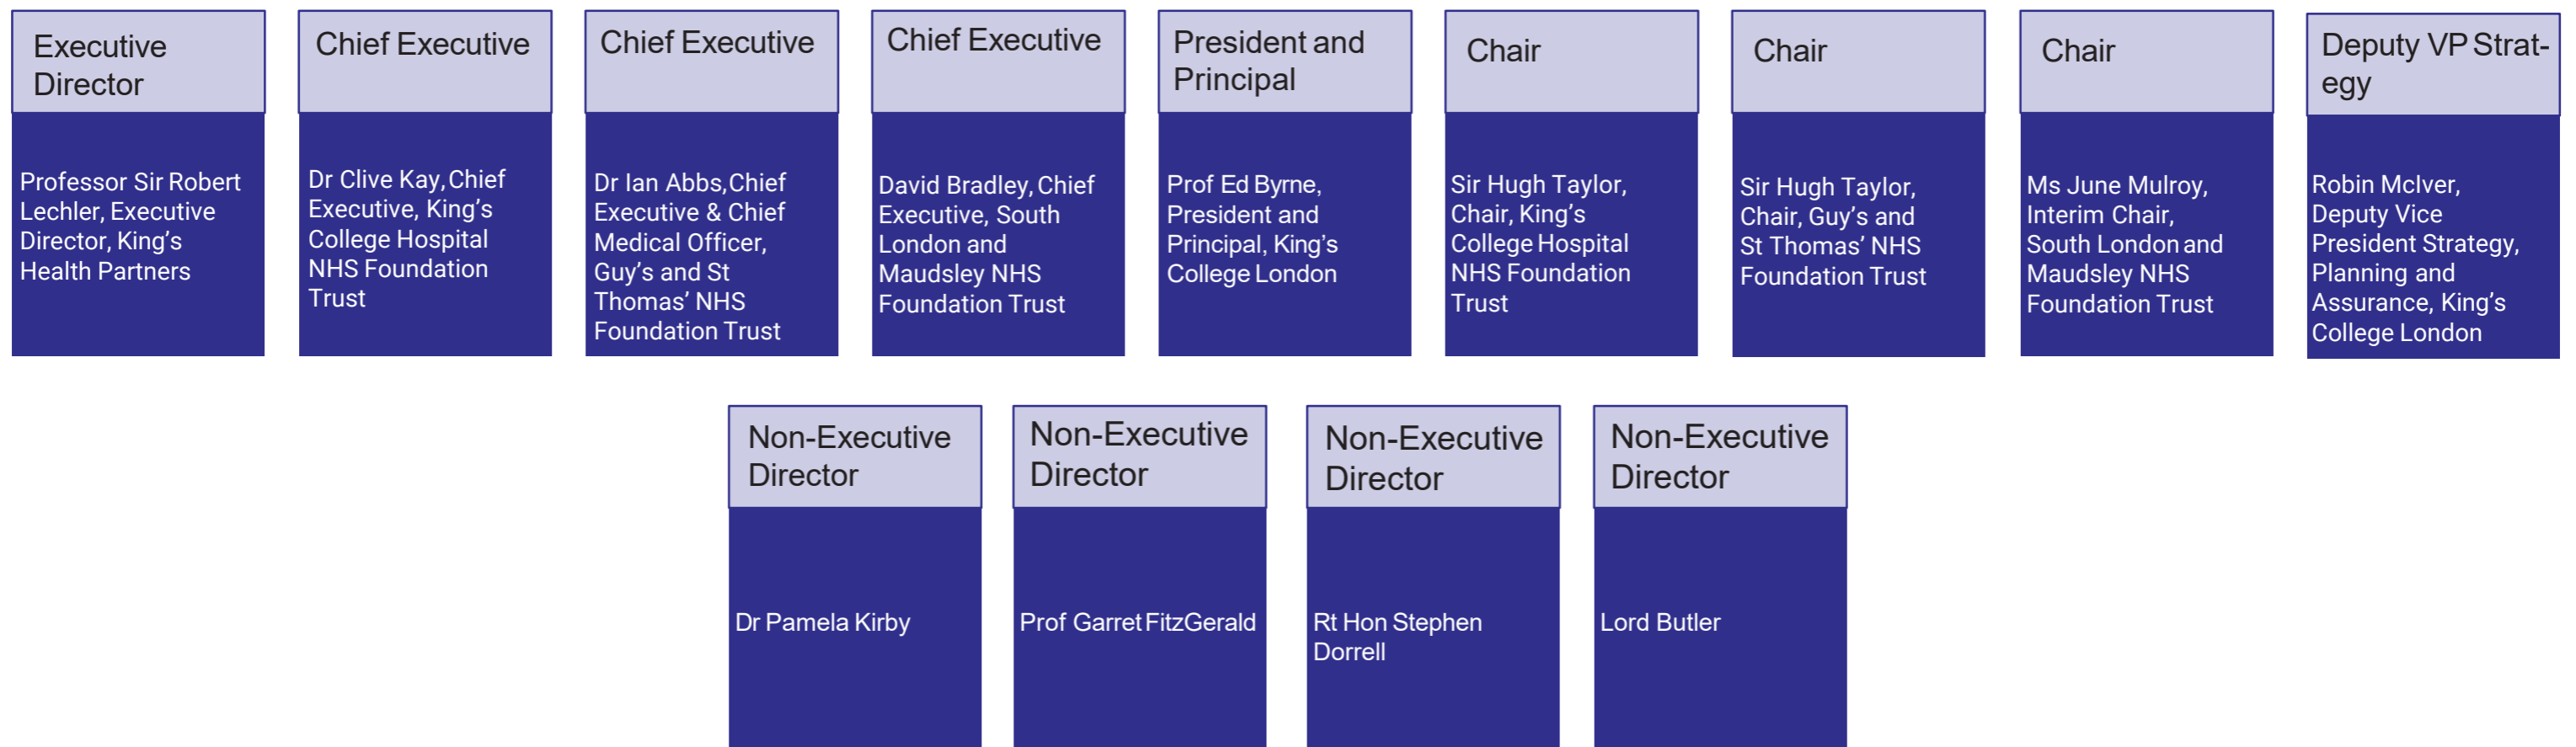 Executive
Director
Professor Sir Robert
Lechler, Executive
Director, King’s
Health Partners
Chief Executive
Dr Clive Kay, Chief
Executive, King’s
College Hospital
NHS Foundation
Trust
Chief Executive
Dr Ian Abbs, Chief
Executive & Chief
Medical Officer,
Guy’s and St
Thomas’ NHS
Foundation Trust
Chief Executive
David Bradley, Chief
Executive, South
London and
Maudsley NHS
Foundation Trust
President and
Principal
Prof Ed Byrne,
President and
Principal, King’s
College London
Chair
Sir Hugh Taylor,
Chair, King’s
College Hospital
NHS Foundation
Trust
Chair
Sir Hugh Taylor,
Chair, Guy’s and
St Thomas’ NHS
Foundation Trust
Chair
Ms June Mulroy,
Interim Chair,
South London and
Maudsley NHS
Foundation Trust
Deputy VP Strat-
egy
Robin McIver,
Deputy Vice
President Strategy,
Planning and
Assurance, King’s
College London
Non-Executive
Director
Dr Pamela Kirby
Non-Executive
Director
Prof Garret FitzGerald
Non-Executive
Director
Rt Hon Stephen
Dorrell
Non-Executive
Director
Lord Butler